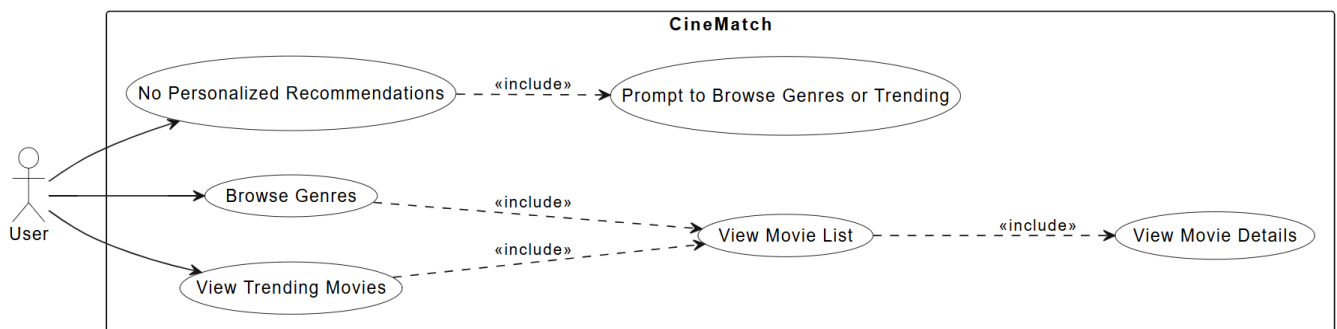 CineMatch
No Personalized Recommendations
«include»
Prompt to Browse Genres or Trending
User
Browse Genres
«include»
View Movie List
«include»
View Movie Details
«include»
View Trending Movies